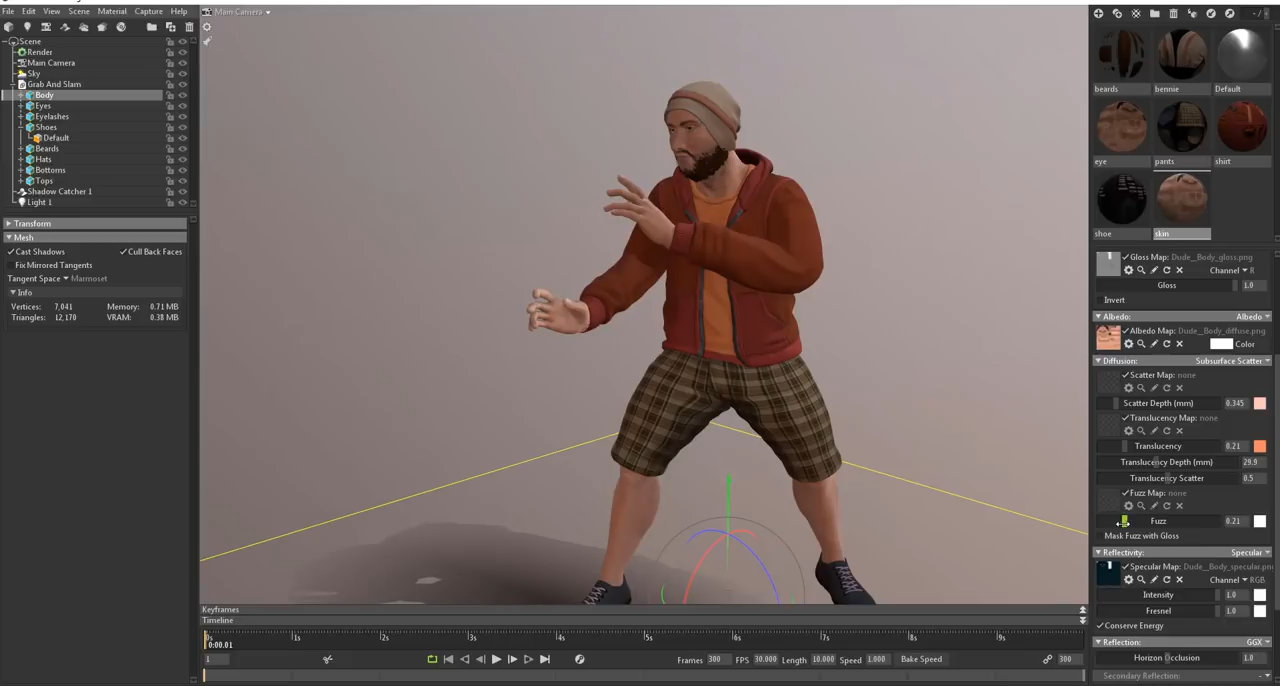 File Edit View Scene Material Capture Help
Main Camera
Scene
Render
Main Camera
Sky
Grab And Slam
Body
Eyes
Eyelashes
Shoes
Default
Beards
Hats
Bottoms
Tops
Shadow Catcher 1
Light 1
Transform
Mesh
Cast Shadows Cull Back Faces
Fix Mirrored Tangents
Tangent Space Marmoset
Info
Vertices: 7,041 Memory: 0.71 MB
Triangles: 12,170 VRAM: 0.38 MB
Keyframes
Timeline
0s 1s 2s 3s 4s 5s 6s 7s 8s 9s
0:00.01
1 Frames 300 FPS 30.000 Length 10.000 Speed 1.000 Bake Speed 300
beards bennie Default
eye pants shirt
shoe skin
Gloss Map: Dude_Body_gloss.png
Channel R
Gloss 1.0
Invert
Albedo: Albedo
Albedo Map: Dude_Body_diffuse.png
Color
Diffusion: Subsurface Scatter
Scatter Map: none
Scatter Depth (mm) 0.345
Translucency Map: none
Translucency 0.21
Translucency Depth (mm) 29.9
Translucency Scatter 0.5
Fuzz Map: none
Fuzz 0.21
Mask Fuzz with Gloss
Reflectivity: Specular
Specular Map: Dude_Body_specular.pn
Channel RGB
Intensity 1.0
Fresnel 1.0
Conserve Energy
Reflection: GGX
Horizon Occlusion 1.0
Secondary Reflection: -